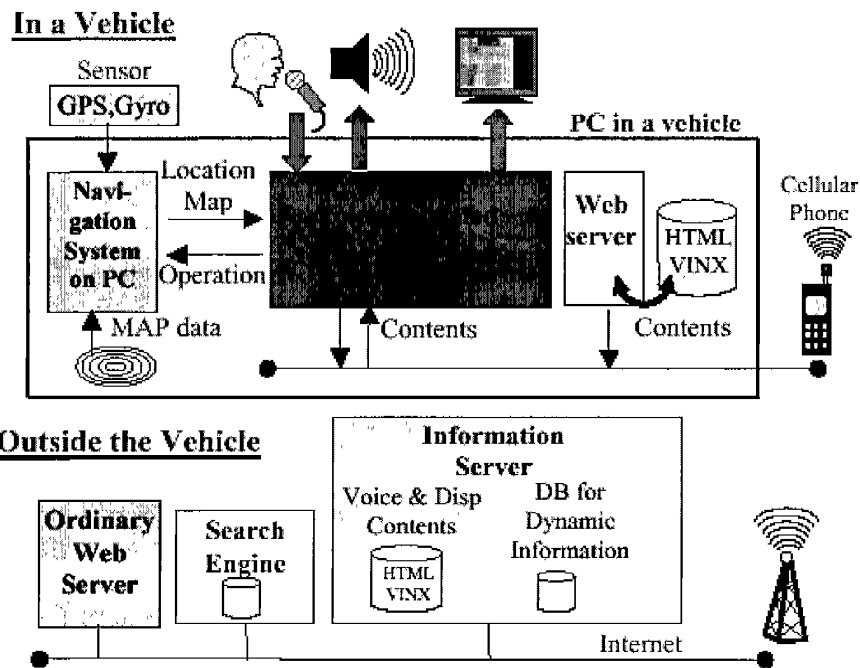 In a Vehicle
Sensor
GPS,Gyro
PC in a vehicle
Navi-
gation
System
on PC
Location
Map
Operation
MAP data
Contents
Web
server
HTML
VINX
Contents
Cellular
Phone
Outside the Vehicle
Ordinary
Web
Server
Search
Engine
Information
Server
Voice & Disp
Contents
HTML
VINX
DB for
Dynamic
Information
Internet